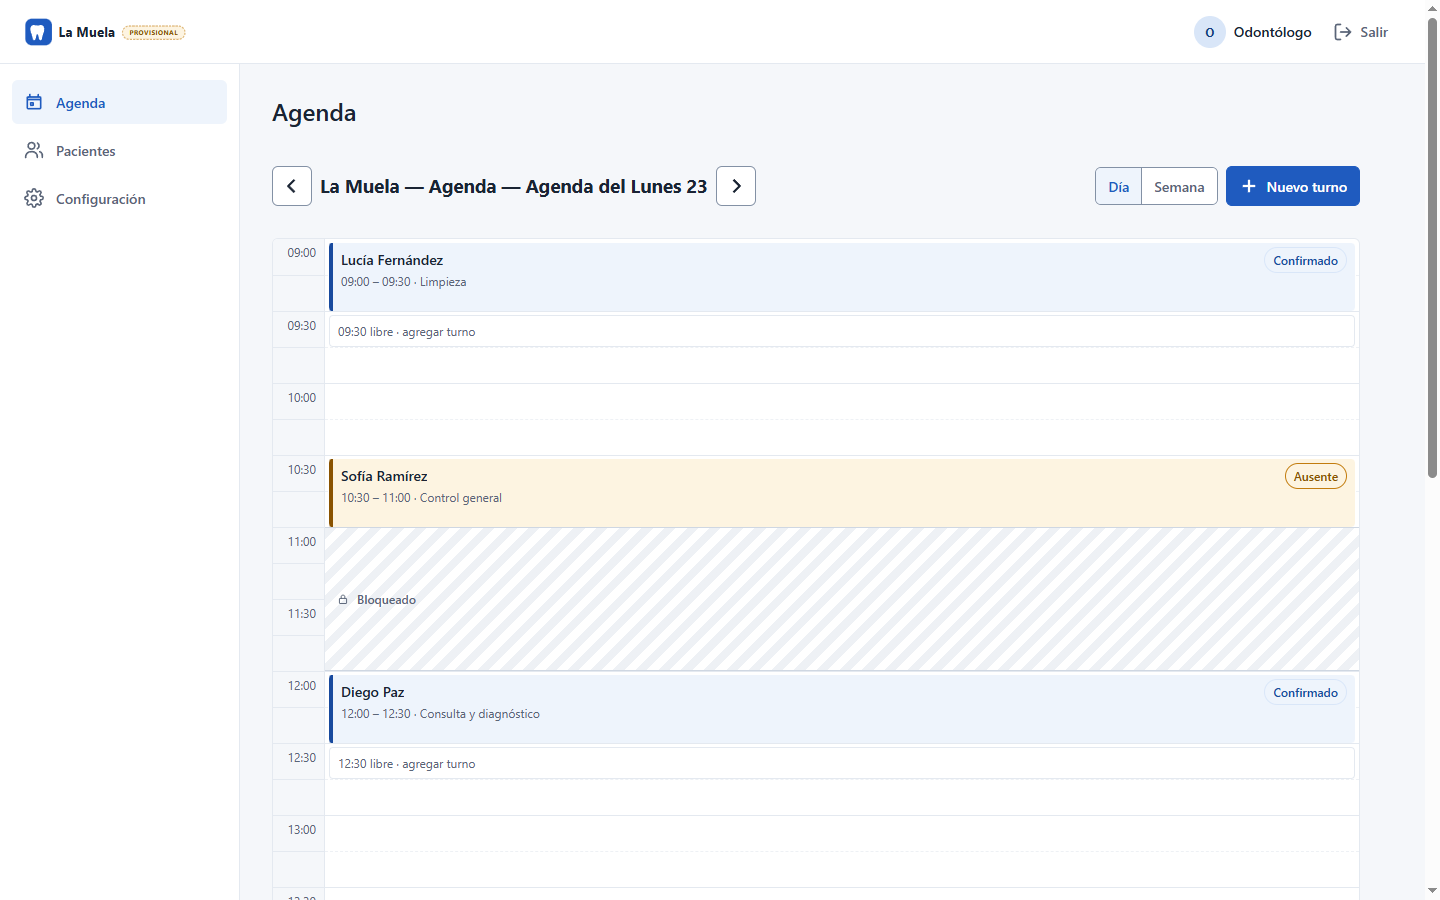 La Muela PROVISIONAL
O Odontólogo Salir
Agenda
Pacientes
Configuración
Agenda
La Muela — Agenda — Agenda del Lunes 23
Día Semana Nuevo turno
09:00
Lucía Fernández Confirmado
09:00 – 09:30 · Limpieza
09:30
09:30 libre · agregar turno
10:00
10:30
Sofía Ramírez Ausente
10:30 – 11:00 · Control general
11:00
Bloqueado
11:30
12:00
Diego Paz Confirmado
12:00 – 12:30 · Consulta y diagnóstico
12:30
12:30 libre · agregar turno
13:00